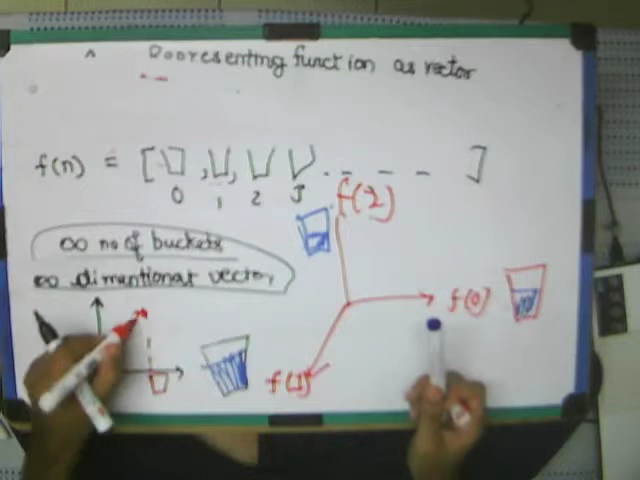 Representing function as vector
f(n) = [ , , - - - ]
0 1 2 3
f(2)
∞ no of buckets
∞ dimentional vector
f(0)
f(1)